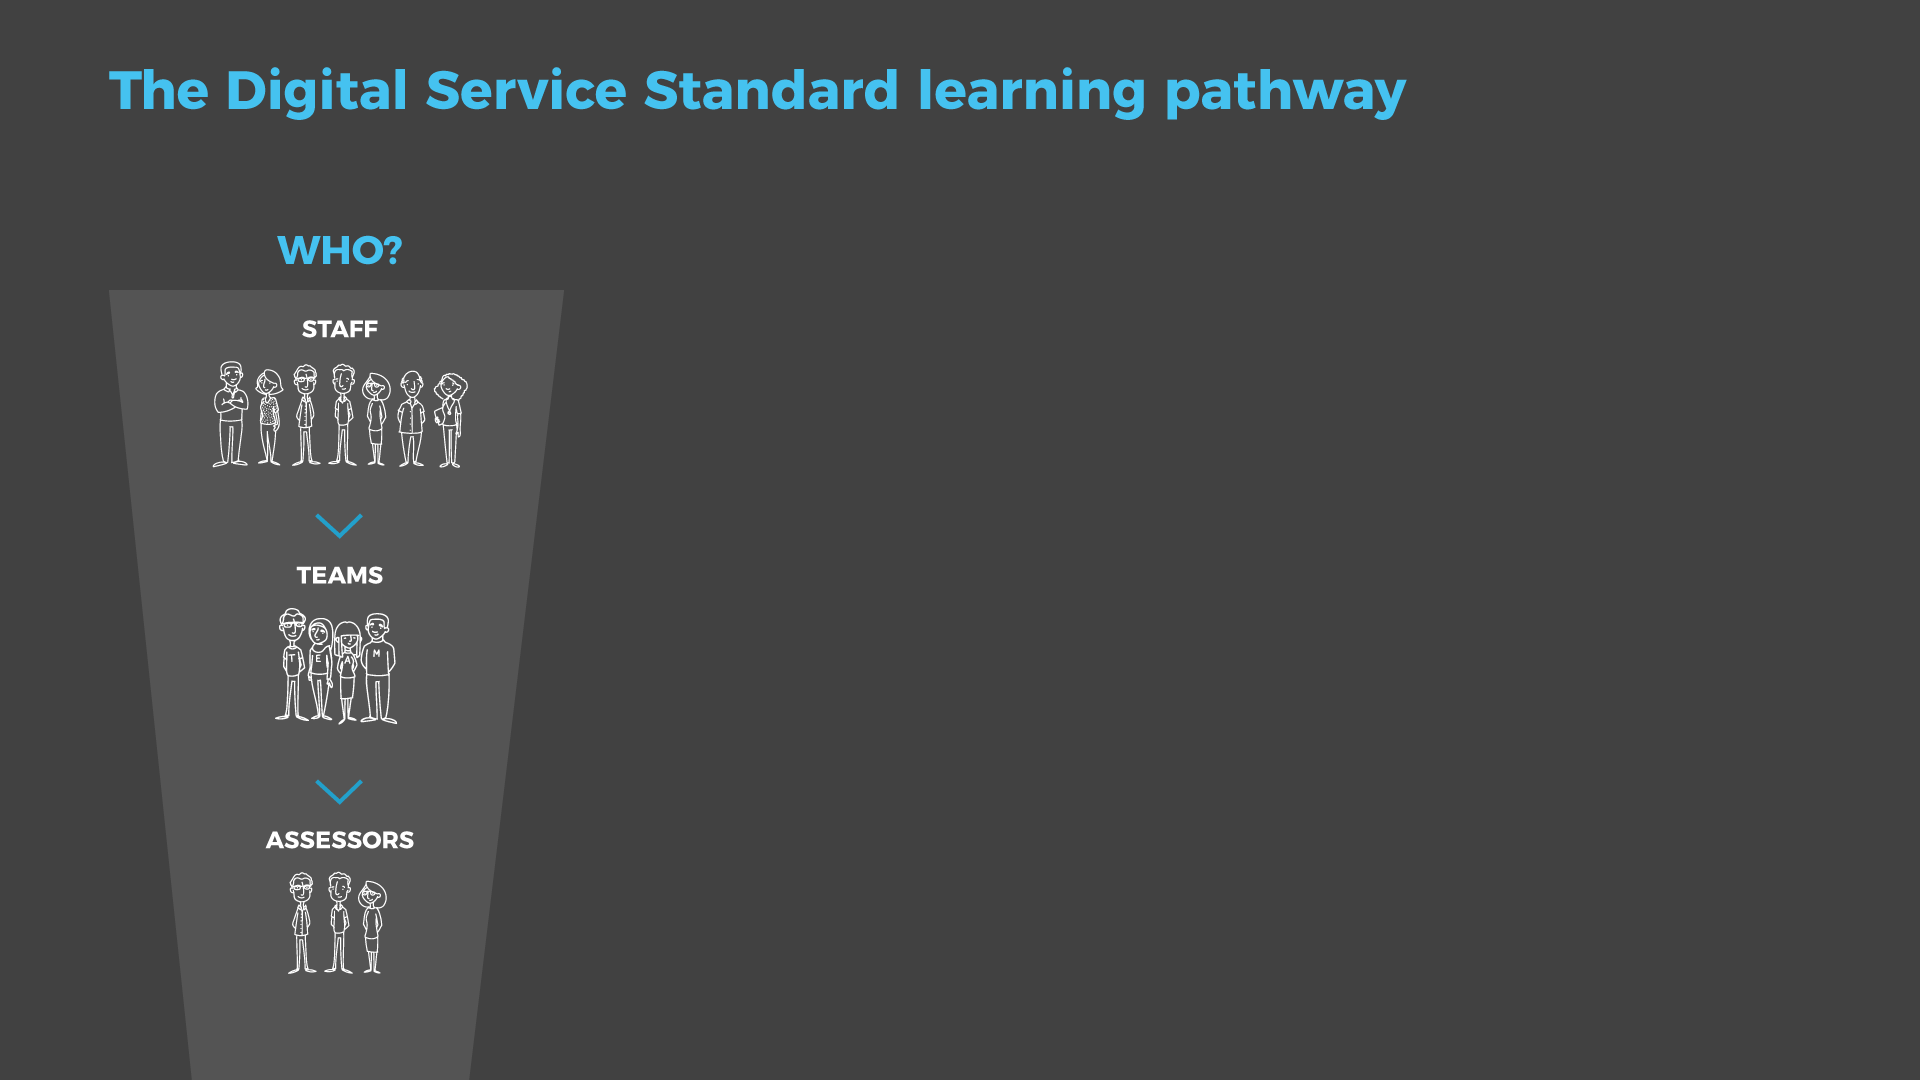 The Digital Service Standard learning pathway
WHO?
STAFF
TEAMS
T E A M
ASSESSORS